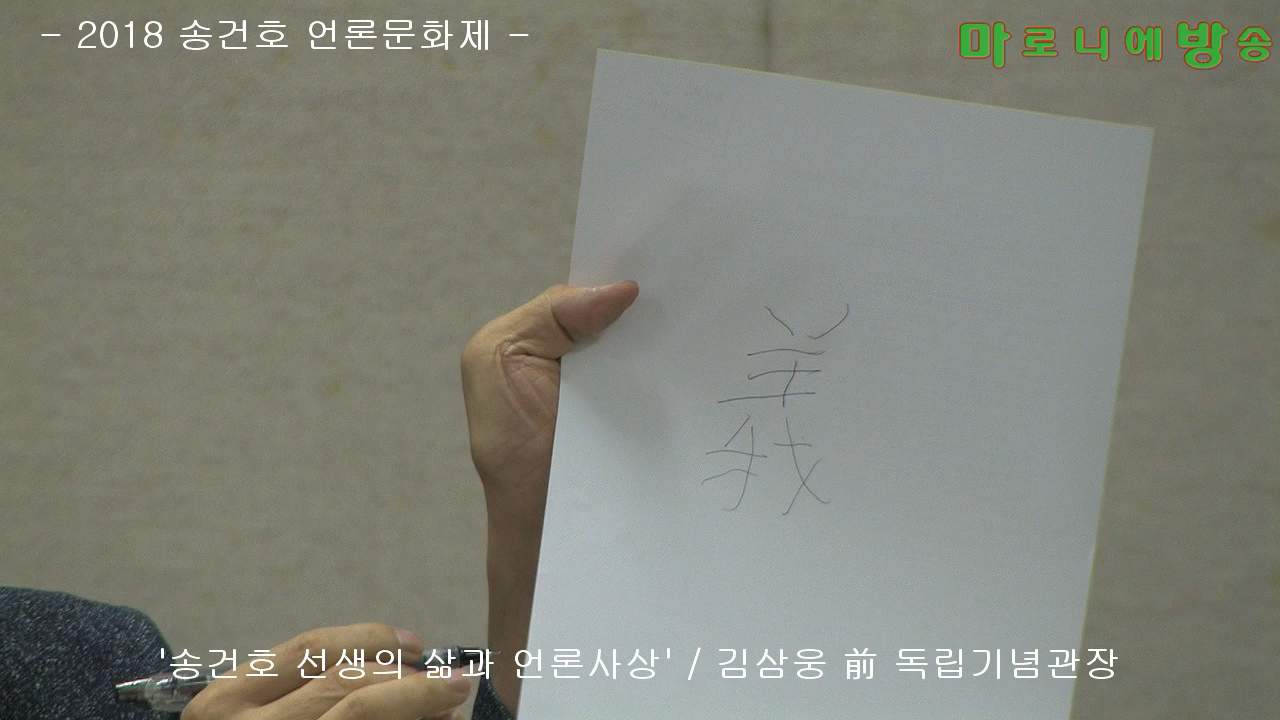 - 2018 송건호 언론문화제 -
마로니에방송
義
'송건호 선생의 삶과 언론사상' / 김삼웅 前 독립기념관장